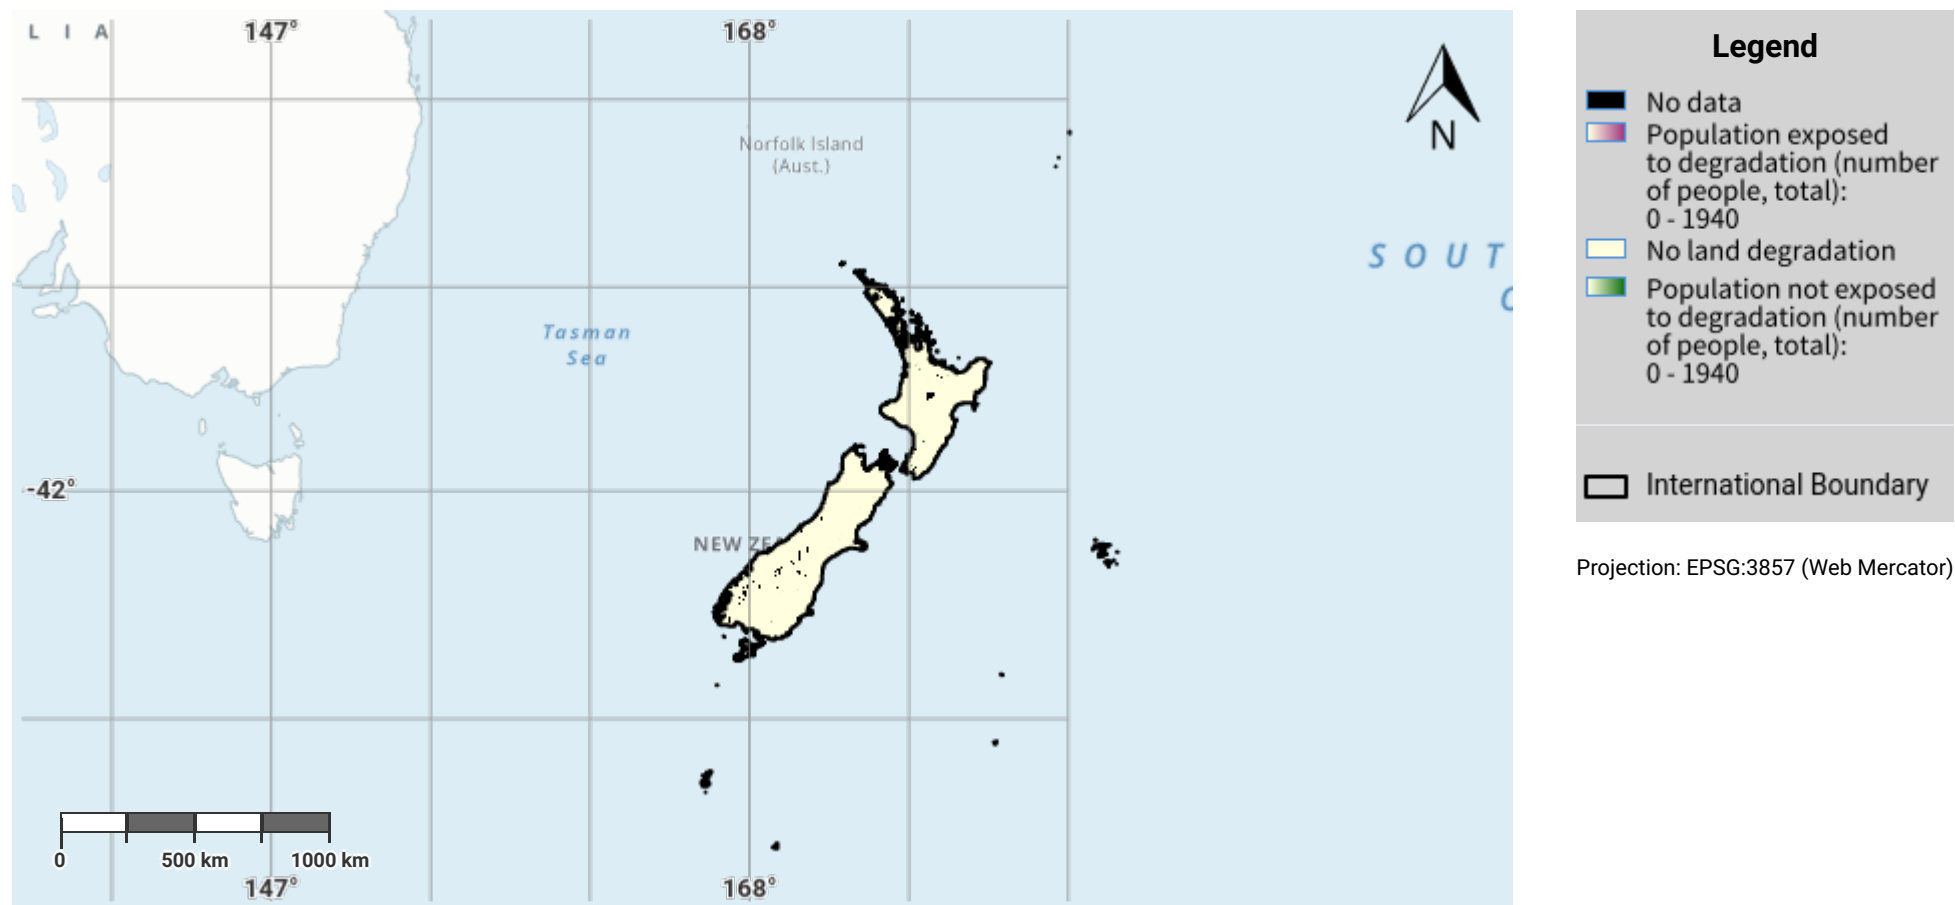 L I A
147°
168°
Norfolk Island
(Aust.)
N
SOUT
Tasman
Sea
-42°
NEW ZEA
0
500 km
1000 km
147°
168°
Legend
No data
Population exposed
to degradation (number
of people, total):
0 - 1940
No land degradation
Population not exposed
to degradation (number
of people, total):
0 - 1940
International Boundary
Projection: EPSG:3857 (Web Mercator)